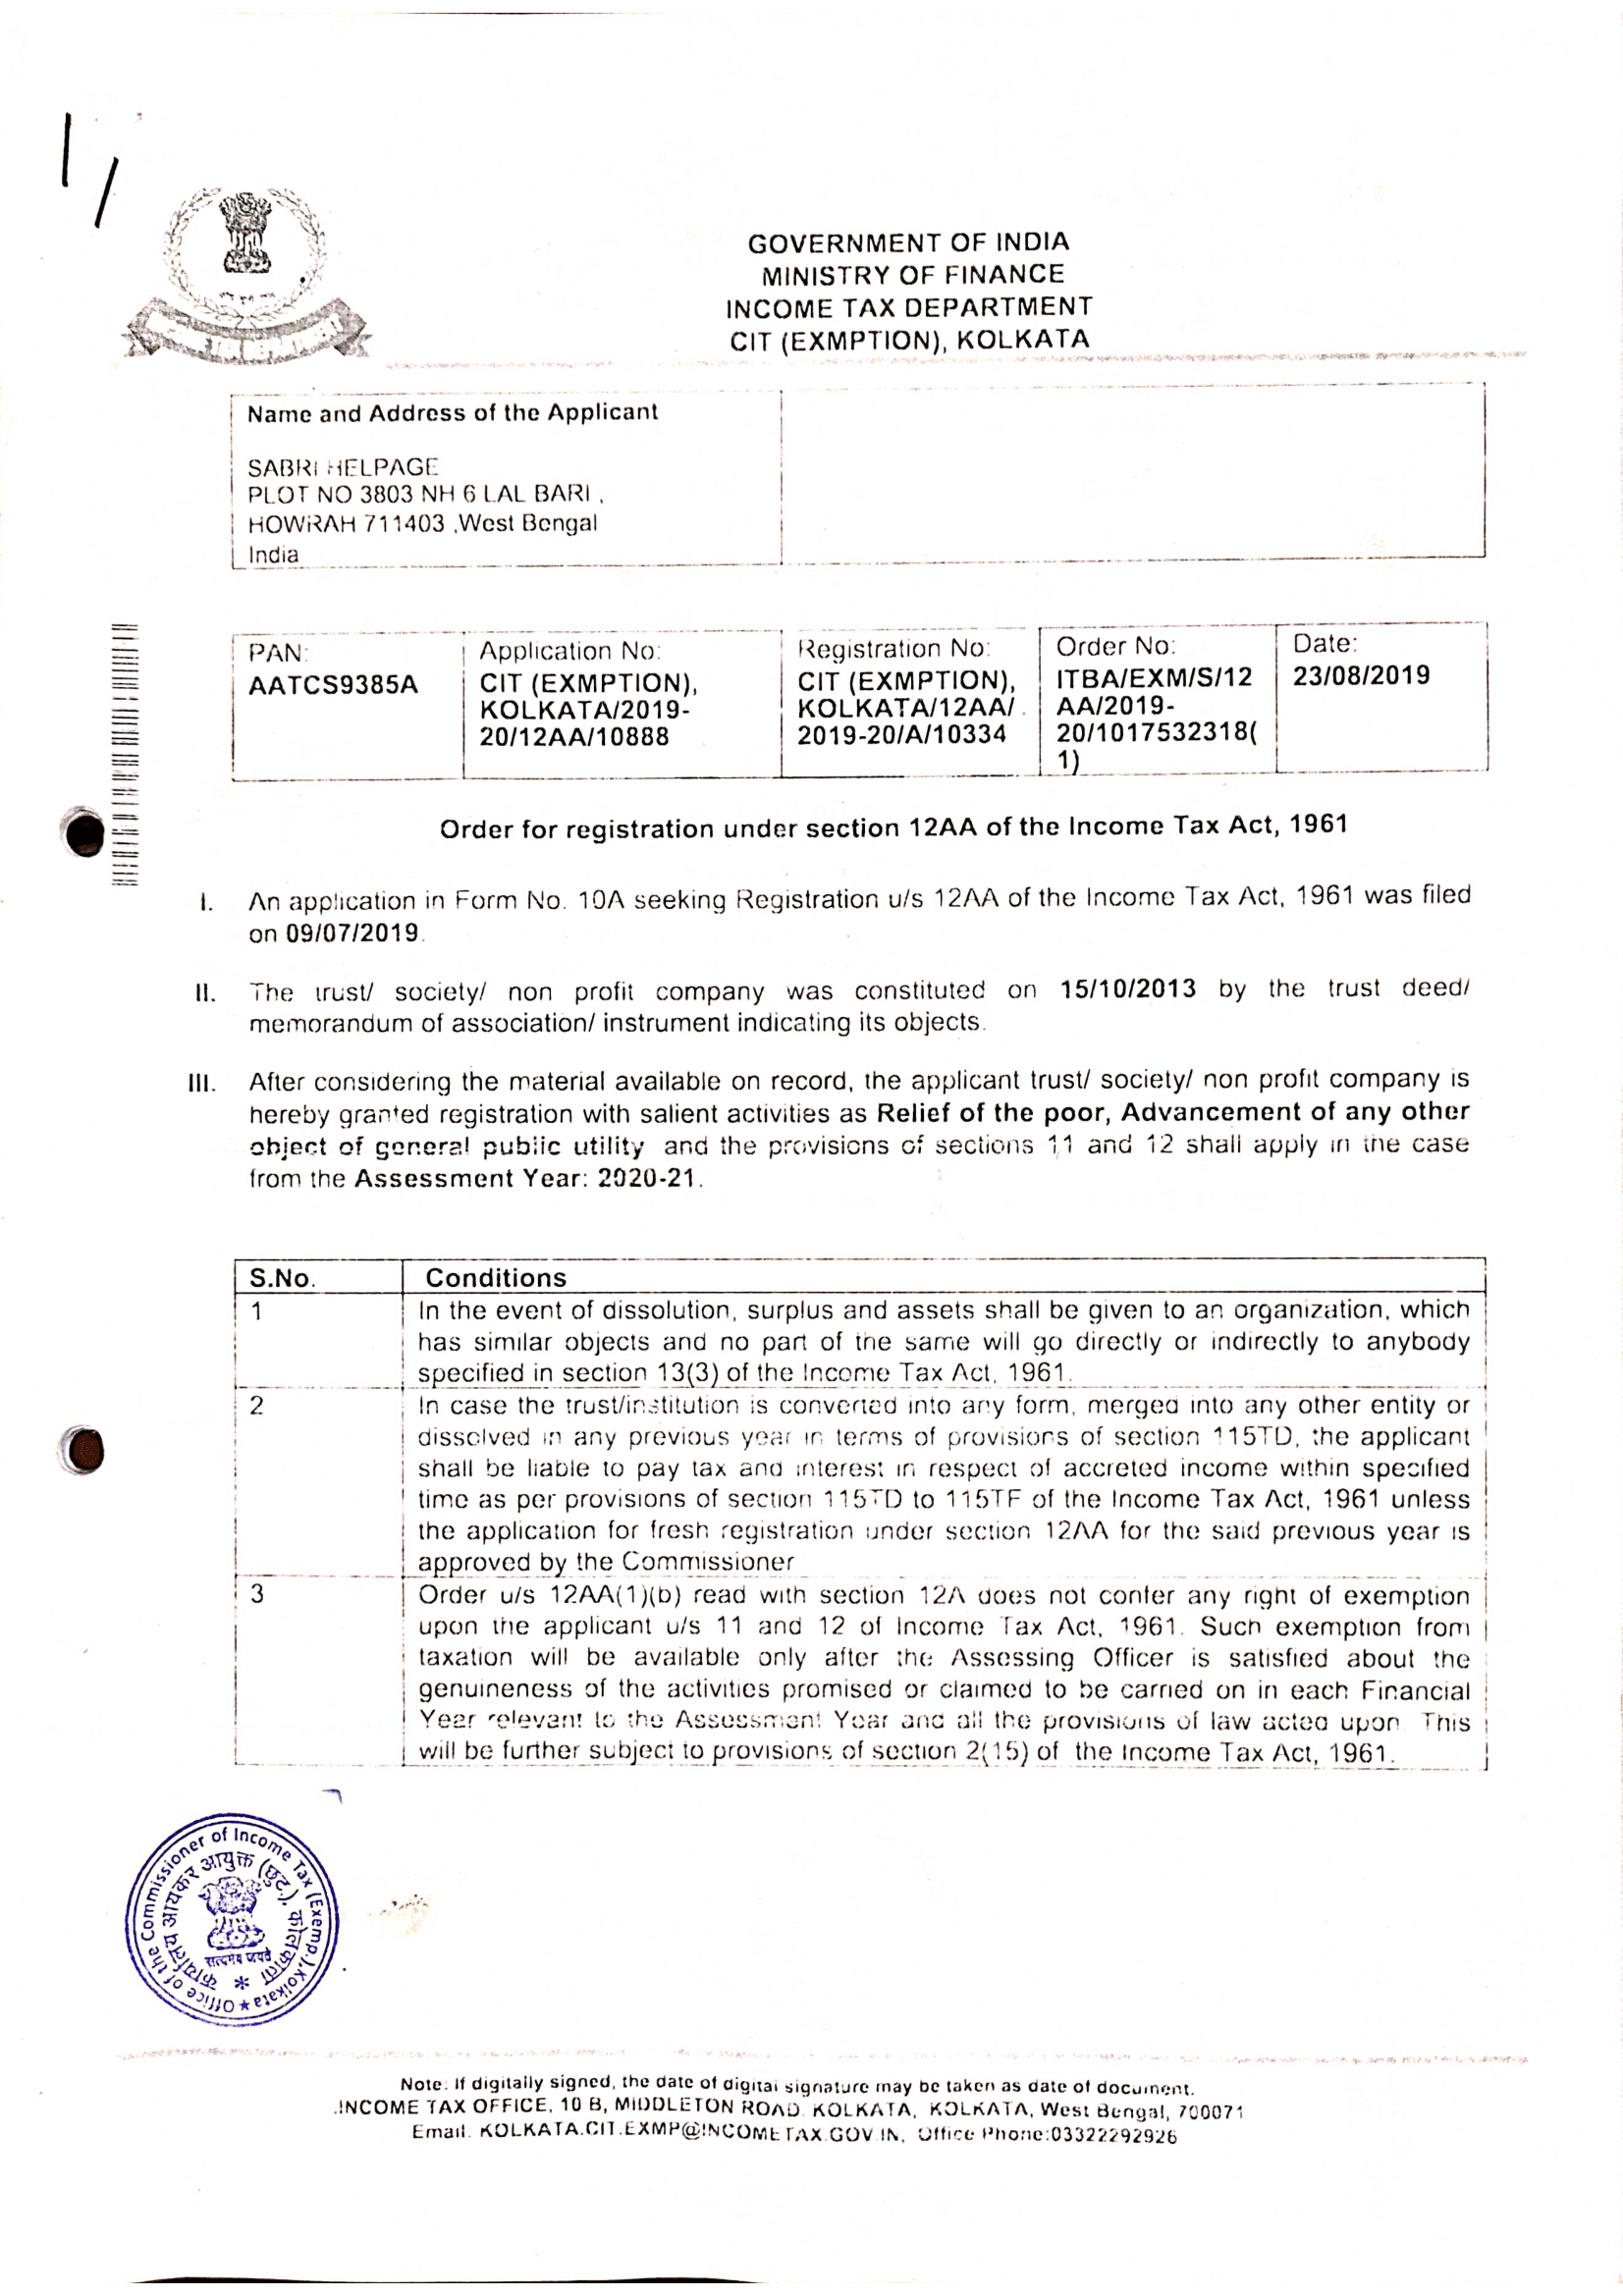 GOVERNMENT OF INDIA
MINISTRY OF FINANCE
INCOME TAX DEPARTMENT
CIT (EXMPTION), KOLKATA
Name and Address of the Applicant
SABRI HELPAGE
PLOT NO 3803 NH 6 LAL BARI ,
HOWRAH 711403 ,West Bengal
India
PAN:
AATCS9385A
Application No:
CIT (EXMPTION),
KOLKATA/2019-
20/12AA/10888
Registration No:
CIT (EXMPTION),
KOLKATA/12AA/
2019-20/A/10334
Order No:
ITBA/EXM/S/12
AA/2019-
20/1017532318(
1)
Date:
23/08/2019
Order for registration under section 12AA of the Income Tax Act, 1961
I. An application in Form No. 10A seeking Registration u/s 12AA of the Income Tax Act, 1961 was filed
on 09/07/2019.
II. The trust/ society/ non profit company was constituted on 15/10/2013 by the trust deed/
memorandum of association/ instrument indicating its objects.
III. After considering the material available on record, the applicant trust/ society/ non profit company is
hereby granted registration with salient activities as Relief of the poor, Advancement of any other
object of general public utility and the provisions of sections 11 and 12 shall apply in the case
from the Assessment Year: 2020-21.
S.No. Conditions
1 In the event of dissolution, surplus and assets shall be given to an organization, which
has similar objects and no part of the same will go directly or indirectly to anybody
specified in section 13(3) of the Income Tax Act, 1961.
2 In case the trust/institution is converted into any form, merged into any other entity or
dissolved in any previous year in terms of provisions of section 115TD, the applicant
shall be liable to pay tax and interest in respect of accreted income within specified
time as per provisions of section 115TD to 115TF of the Income Tax Act, 1961 unless
the application for fresh registration under section 12AA for the said previous year is
approved by the Commissioner
3 Order u/s 12AA(1)(b) read with section 12A does not confer any right of exemption
upon the applicant u/s 11 and 12 of Income Tax Act, 1961. Such exemption from
taxation will be available only after the Assessing Officer is satisfied about the
genuineness of the activities promised or claimed to be carried on in each Financial
Year relevant to the Assessment Year and all the provisions of law acted upon. This
will be further subject to provisions of section 2(15) of the Income Tax Act, 1961.
Office of the Commissioner of Income Tax (Exemp.), Kolkata
कार्यालय आयकर आयुक्त (छूट), कोलकाता
सत्यमेव जयते
Note: If digitally signed, the date of digital signature may be taken as date of document.
INCOME TAX OFFICE, 10 B, MIDDLETON ROAD, KOLKATA, KOLKATA, West Bengal, 700071
Email: KOLKATA.CIT.EXMP@INCOMETAX.GOV.IN, Office Phone:03322292926